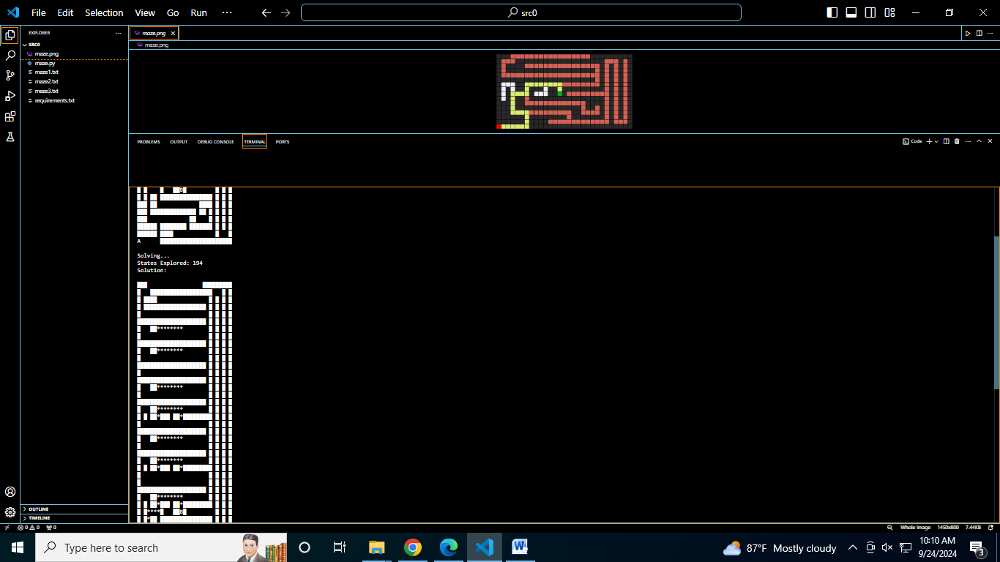 File Edit Selection View Go Run ··· src0
EXPLORER ···
maze.png
SRC0
maze.png
maze.png
maze.py
maze1.txt
maze2.txt
maze3.txt
requirements.txt
PROBLEMS OUTPUT DEBUG CONSOLE TERMINAL PORTS
Code
A
Solving...
States Explored: 194
Solution:
********
********
********
********
********
********
********
OUTLINE
TIMELINE
0 0 0
Whole Image 1450x800 7.44KB
Type here to search
87°F Mostly cloudy
10:10 AM
9/24/2024
3